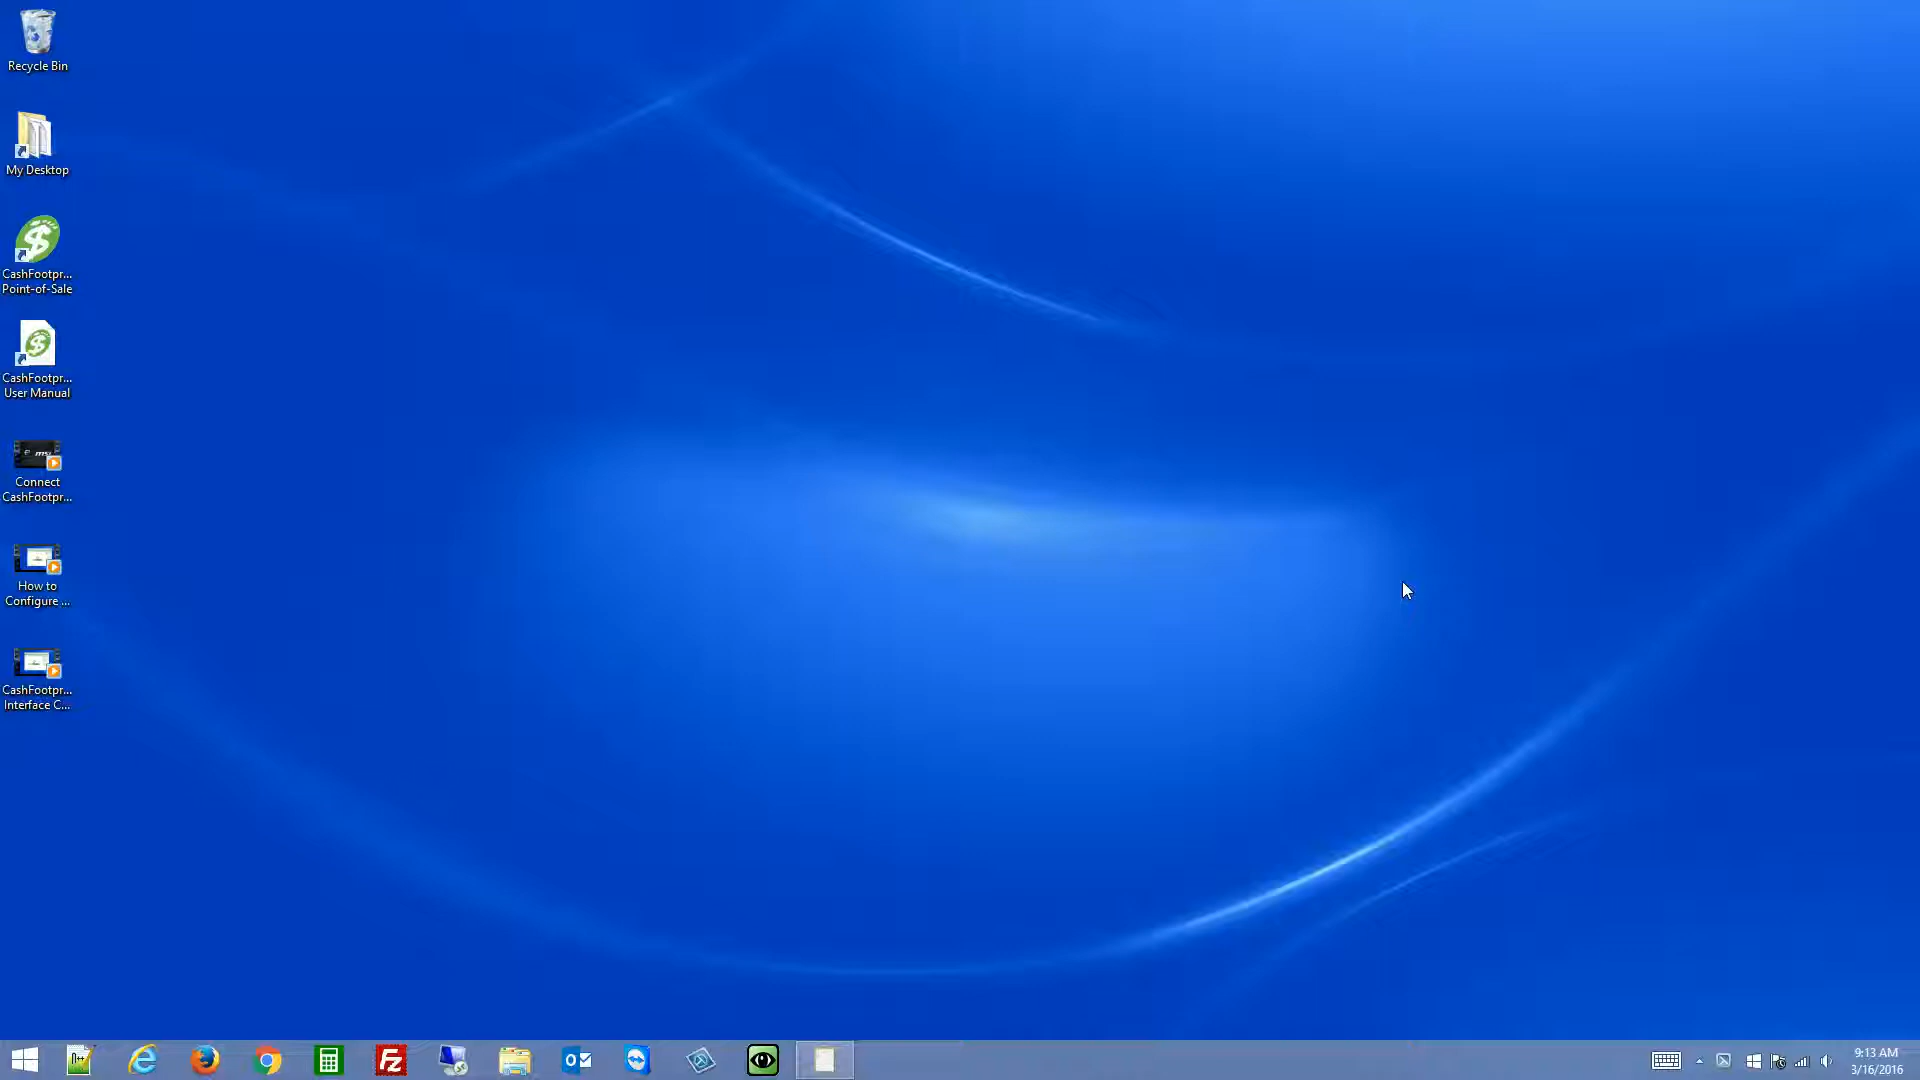 Recycle Bin
My Desktop
CashFootpr...
Point-of-Sale
CashFootpr...
User Manual
msi
Connect
CashFootpr...
How to
Configure ...
CashFootpr...
Interface C...
9:13 AM
3/16/2016